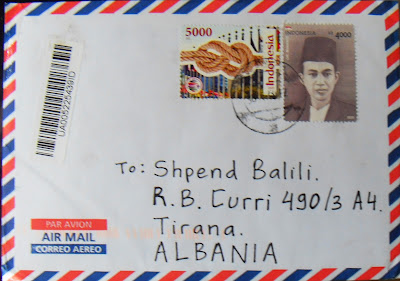 5000
Indonesia
INDONESIA
4000
UA005225439ID
To: Shpend Balili.
R.B. Curri 490/3 A4.
Tirana.
ALBANIA
PAR AVION
AIR MAIL
CORREO AEREO